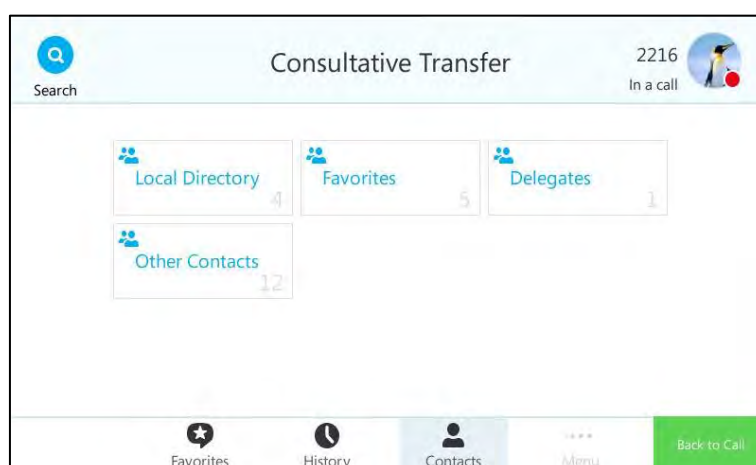 Search
Consultative Transfer
2216
In a call
Local Directory
4
Favorites
5
Delegates
1
Other Contacts
12
Favorites
History
Contacts
Menu
Back to Call